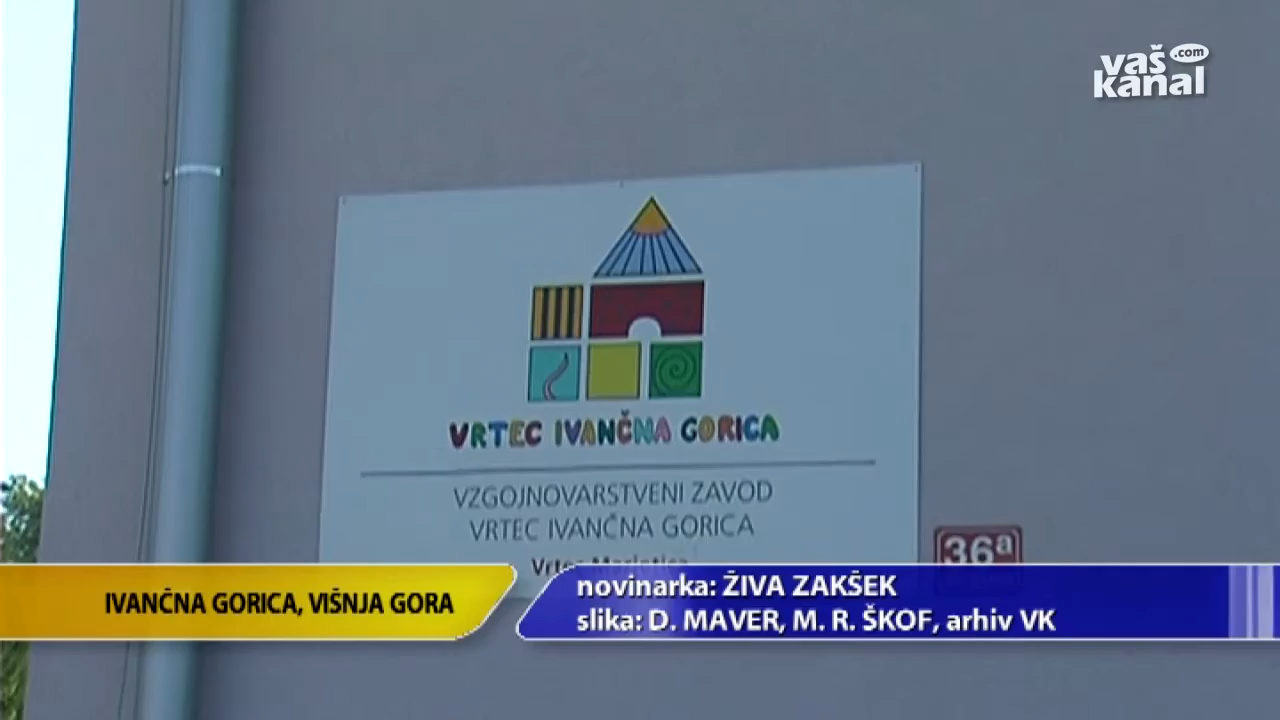 vaš
.com
kanal
VRTEC IVANČNA GORICA
VZGOJNOVARSTVENI ZAVOD
VRTEC IVANČNA GORICA
36a
IVANČNA GORICA, VIŠNJA GORA
novinarka: ŽIVA ZAKŠEK
slika: D. MAVER, M. R. ŠKOF, arhiv VK